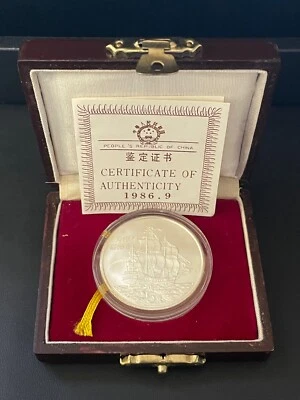 PEOPLE'S REPUBLIC OF CHINA
鉴定证书
CERTIFICATE OF
AUTHENTICITY
1986.9